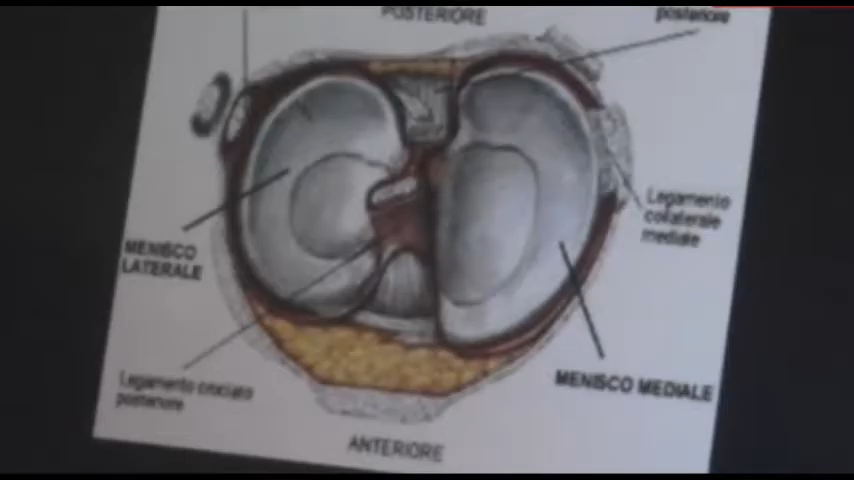 POSTERIORE
posteriore
Legamento
collaterale
mediale
MENISCO
LATERALE
MENISCO MEDIALE
Legamento crociato
posteriore
ANTERIORE